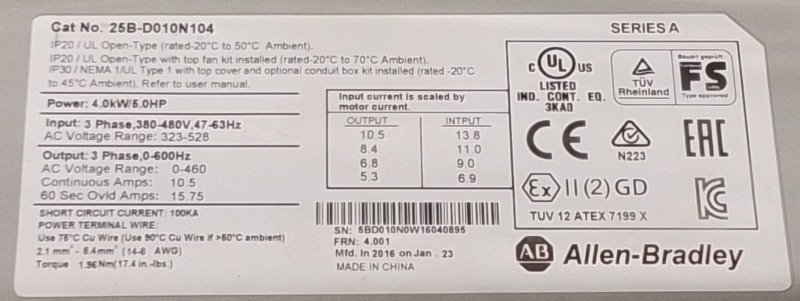 Cat No. 25B-D010N104
IP20 / UL Open-Type (rated-20°C to 50°C Ambient).
IP20 / UL Open-Type with top fan kit installed (rated-20°C to 70°C Ambient).
IP30 / NEMA 1/UL Type 1 with top cover and optional conduit box kit installed (rated -20°C
to 45°C Ambient). Refer to user manual.
Power: 4.0kW/5.0HP
Input: 3 Phase,380-480V,47-63Hz
AC Voltage Range: 323-528
Output: 3 Phase,0-600Hz
AC Voltage Range: 0-460
Continuous Amps: 10.5
60 Sec Ovld Amps: 15.75
SHORT CIRCUIT CURRENT: 100KA
POWER TERMINAL WIRE:
Use 75°C Cu Wire (Use 90°C Cu Wire if >50°C ambient)
2.1 mm² - 8.4mm² (14-8 AWG)
Torque 1.96Nm(17.4 in.-lbs.)
Input current is scaled by
motor current.
OUTPUT INTPUT
10.5 13.8
8.4 11.0
6.8 9.0
5.3 6.9
SN: 5BD010N0W16040895
FRN: 4.001
Mfd. In 2016 on Jan . 23
MADE IN CHINA
SERIES A
C UL US
LISTED
IND. CONT. EQ.
3KAD
TÜV
Rheinland
Bauart geprüft
FS
Type approved
CE
N223
EAC
Ex II (2) GD
TUV 12 ATEX 7199 X
AB Allen-Bradley